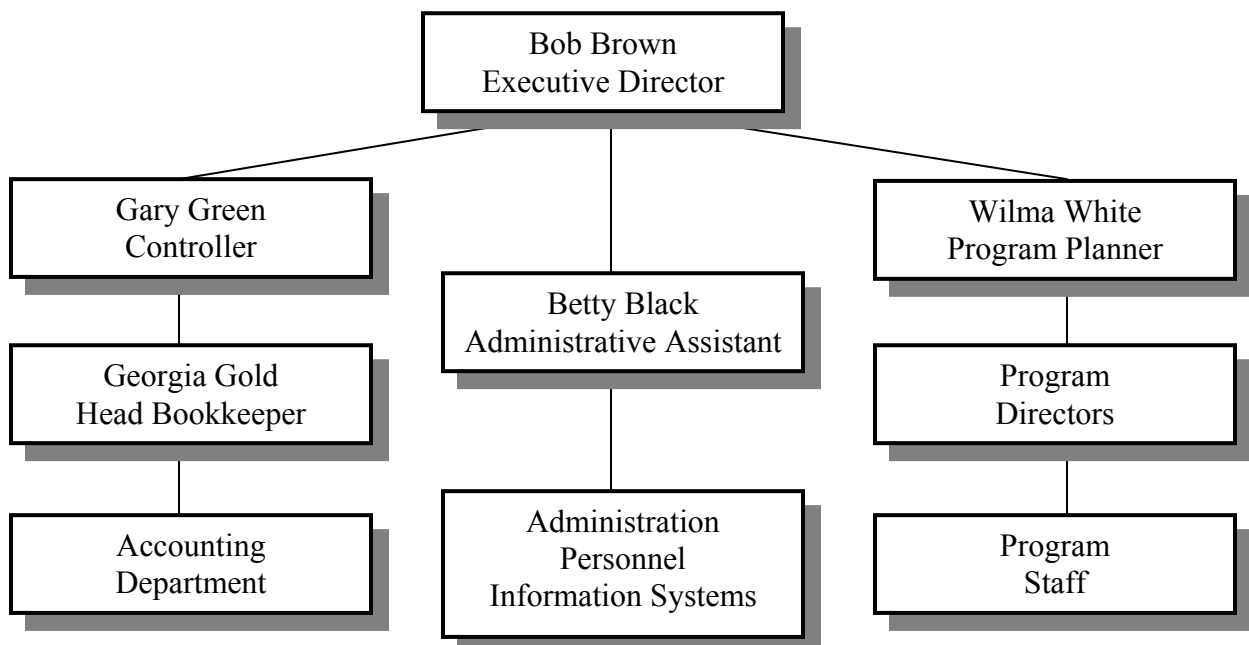 Bob Brown
Executive Director
Gary Green
Controller
Wilma White
Program Planner
Betty Black
Administrative Assistant
Georgia Gold
Head Bookkeeper
Program
Directors
Accounting
Department
Administration
Personnel
Information Systems
Program
Staff